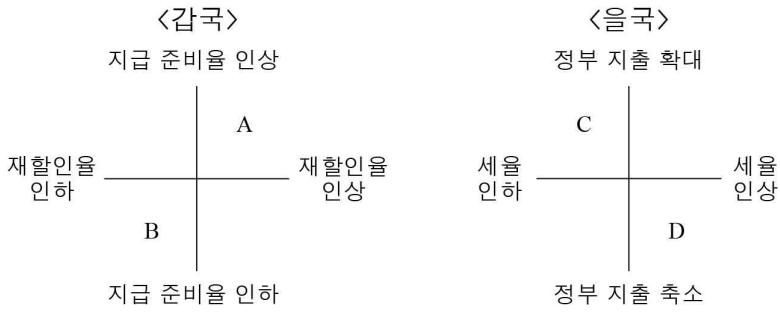 <갑국>
지급 준비율 인상
A
재할인율
인하
재할인율
인상
B
지급 준비율 인하
<을국>
정부 지출 확대
C
세율
인하
세율
인상
D
정부 지출 축소